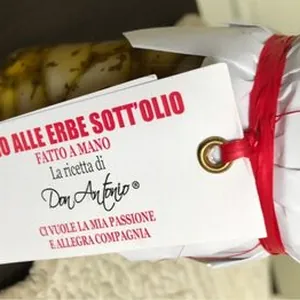 O ALLE ERBE SOTT'OLIO
FATTO A MANO
La ricetta di
Don Antonio®
CI VUOLE LA MIA PASSIONE
E ALLEGRA COMPAGNIA